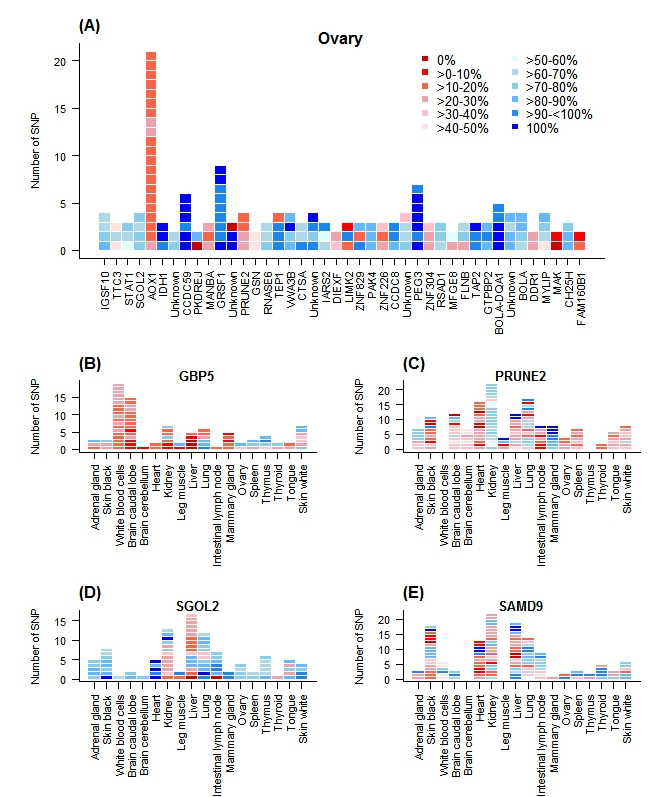 (A)
Ovary
Number of SNP
20
15
10
5
0
0%
>0-10%
>10-20%
>20-30%
>30-40%
>40-50%
>50-60%
>60-70%
>70-80%
>80-90%
>90-<100%
100%
IGSF10
TTC3
STAT1
SGOL2
AOX1
IDH1
Unknown
CCDC59
PKDREJ
MANBA
GRSF1
Unknown
PRUNE2
GSN
RNASE6
TEP1
VWA3B
CTSA
Unknown
IARS2
DIEXF
LIMK2
ZNF829
PAK4
ZNF226
CCDC8
Unknown
PEG3
ZNF304
RSAD1
MFGE8
FLNB
TAP2
GTPBP2
BOLA-DQA1
Unknown
BOLA
DDR1
MYLIP
MAK
CH25H
FAM160B1
(B)
GBP5
Number of SNP
15
10
5
0
Adrenal gland
Skin black
White blood cells
Brain caudal lobe
Brain cerebellum
Heart
Kidney
Leg muscle
Liver
Lung
Intestinal lymph node
Mammary gland
Ovary
Spleen
Thymus
Thyroid
Tongue
Skin white
(C)
PRUNE2
Number of SNP
20
15
10
5
0
Adrenal gland
Skin black
White blood cells
Brain caudal lobe
Brain cerebellum
Heart
Kidney
Leg muscle
Liver
Lung
Intestinal lymph node
Mammary gland
Ovary
Spleen
Thymus
Thyroid
Tongue
Skin white
(D)
SGOL2
Number of SNP
15
10
5
0
Adrenal gland
Skin black
White blood cells
Brain caudal lobe
Brain cerebellum
Heart
Kidney
Leg muscle
Liver
Lung
Intestinal lymph node
Mammary gland
Ovary
Spleen
Thymus
Thyroid
Tongue
Skin white
(E)
SAMD9
Number of SNP
20
15
10
5
0
Adrenal gland
Skin black
White blood cells
Brain caudal lobe
Brain cerebellum
Heart
Kidney
Leg muscle
Liver
Lung
Intestinal lymph node
Mammary gland
Ovary
Spleen
Thymus
Thyroid
Tongue
Skin white